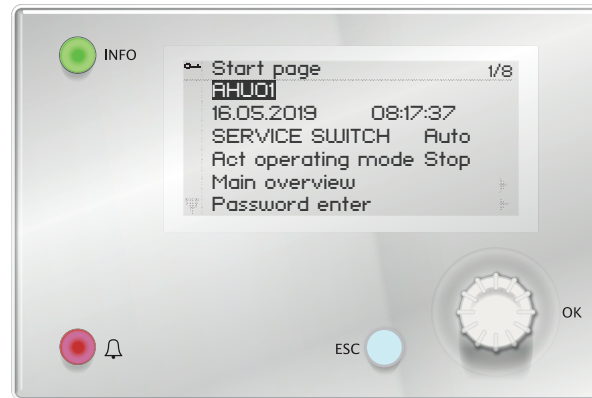 INFO
Start page 1/8
AHU01
16.05.2019 08:17:37
SERVICE SWITCH Auto
Act operating mode Stop
Main overview
Password enter
OK
ESC